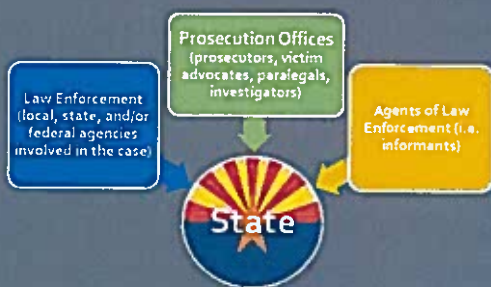 Prosecution Offices
(prosecutors, victim
advocates, paralegals,
investigators)
Law Enforcement
(local, state, and/or
federal agencies
involved in the case)
Agents of Law
Enforcement (i.e.
informants)
State